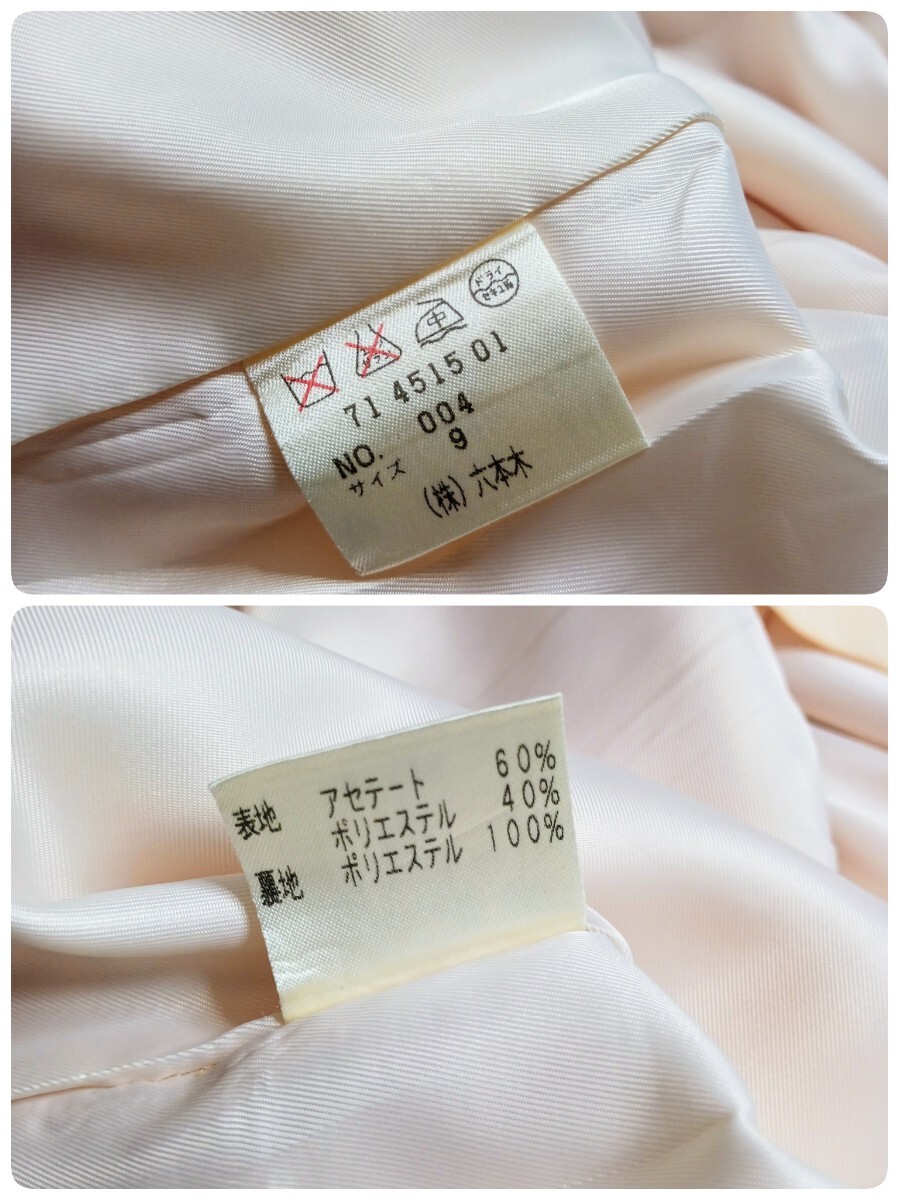 中
ドライ
セキユ系
71 4515 01
NO. 004
サイズ 9
(株)六本木
表地 アセテート 60%
ポリエステル 40%
裏地 ポリエステル 100%